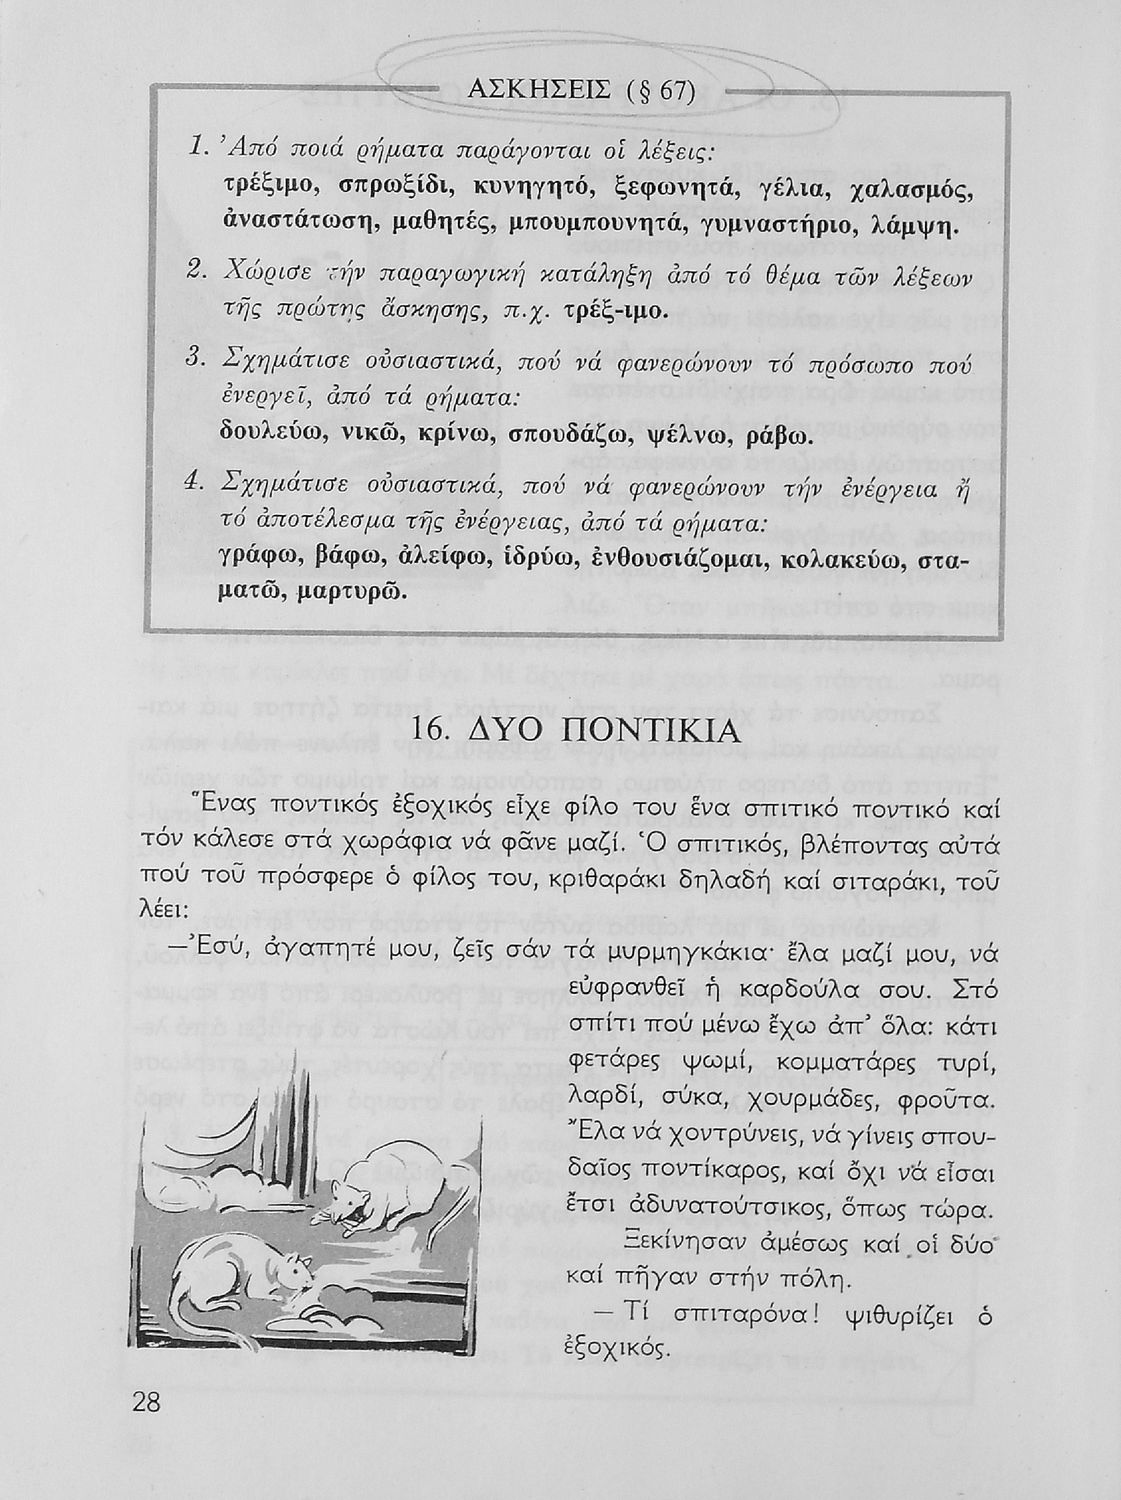 ΑΣΚΗΣΕΙΣ (§ 67)
1. Ἀπό ποιά ρήματα παράγονται οἱ λέξεις:
τρέξιμο, σπρωξίδι, κυνηγητό, ξεφωνητά, γέλια, χαλασμός,
ἀναστάτωση, μαθητές, μπουμπουνητά, γυμναστήριο, λάμψη.
2. Χώρισε τήν παραγωγική κατάληξη ἀπό τό θέμα τῶν λέξεων
τῆς πρώτης ἄσκησης, π.χ. τρέξ-ιμο.
3. Σχημάτισε οὐσιαστικά, πού νά φανερώνουν τό πρόσωπο πού
ἐνεργεῖ, ἀπό τά ρήματα:
δουλεύω, νικῶ, κρίνω, σπουδάζω, ψέλνω, ράβω.
4. Σχημάτισε οὐσιαστικά, πού νά φανερώνουν τήν ἐνέργεια ἤ
τό ἀποτέλεσμα τῆς ἐνέργειας, ἀπό τά ρήματα:
γράφω, βάφω, ἀλείφω, ἱδρύω, ἐνθουσιάζομαι, κολακεύω, στα-
ματῶ, μαρτυρῶ.
16. ΔΥΟ ΠΟΝΤΙΚΙΑ
Ἕνας ποντικός ἐξοχικός εἶχε φίλο του ἕνα σπιτικό ποντικό καί
τόν κάλεσε στά χωράφια νά φᾶνε μαζί. Ὁ σπιτικός, βλέποντας αὐτά
πού τοῦ πρόσφερε ὁ φίλος του, κριθαράκι δηλαδή καί σιταράκι, τοῦ
λέει:
—Ἐσύ, ἀγαπητέ μου, ζεῖς σάν τά μυρμηγκάκια· ἔλα μαζί μου, νά
εὐφρανθεῖ ἡ καρδούλα σου. Στό
σπίτι πού μένω ἔχω ἀπ’ ὅλα: κάτι
φετάρες ψωμί, κομματάρες τυρί,
λαρδί, σύκα, χουρμάδες, φροῦτα.
Ἔλα νά χοντρύνεις, νά γίνεις σπου-
δαῖος ποντίκαρος, καί ὄχι νά εἶσαι
ἔτσι ἀδυνατούτσικος, ὅπως τώρα.
Ξεκίνησαν ἀμέσως καί οἱ δύο
καί πῆγαν στήν πόλη.
— Τί σπιταρόνα! ψιθυρίζει ὁ
ἐξοχικός.
28